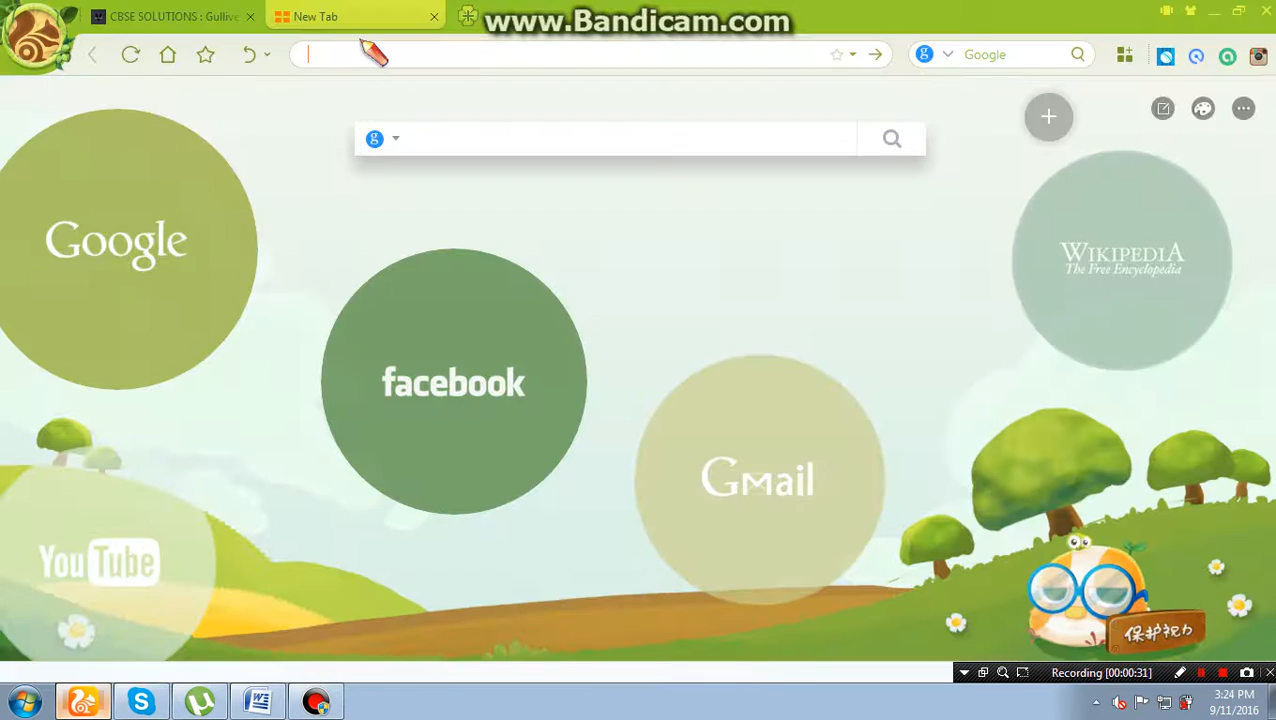 www.Bandicam.com
CBSE SOLUTIONS : Gullive
New Tab
Google
Google
facebook
WIKIPEDIA
The Free Encyclopedia
Gmail
YouTube
保护视力
Recording [00:00:31]
3:24 PM
9/11/2016